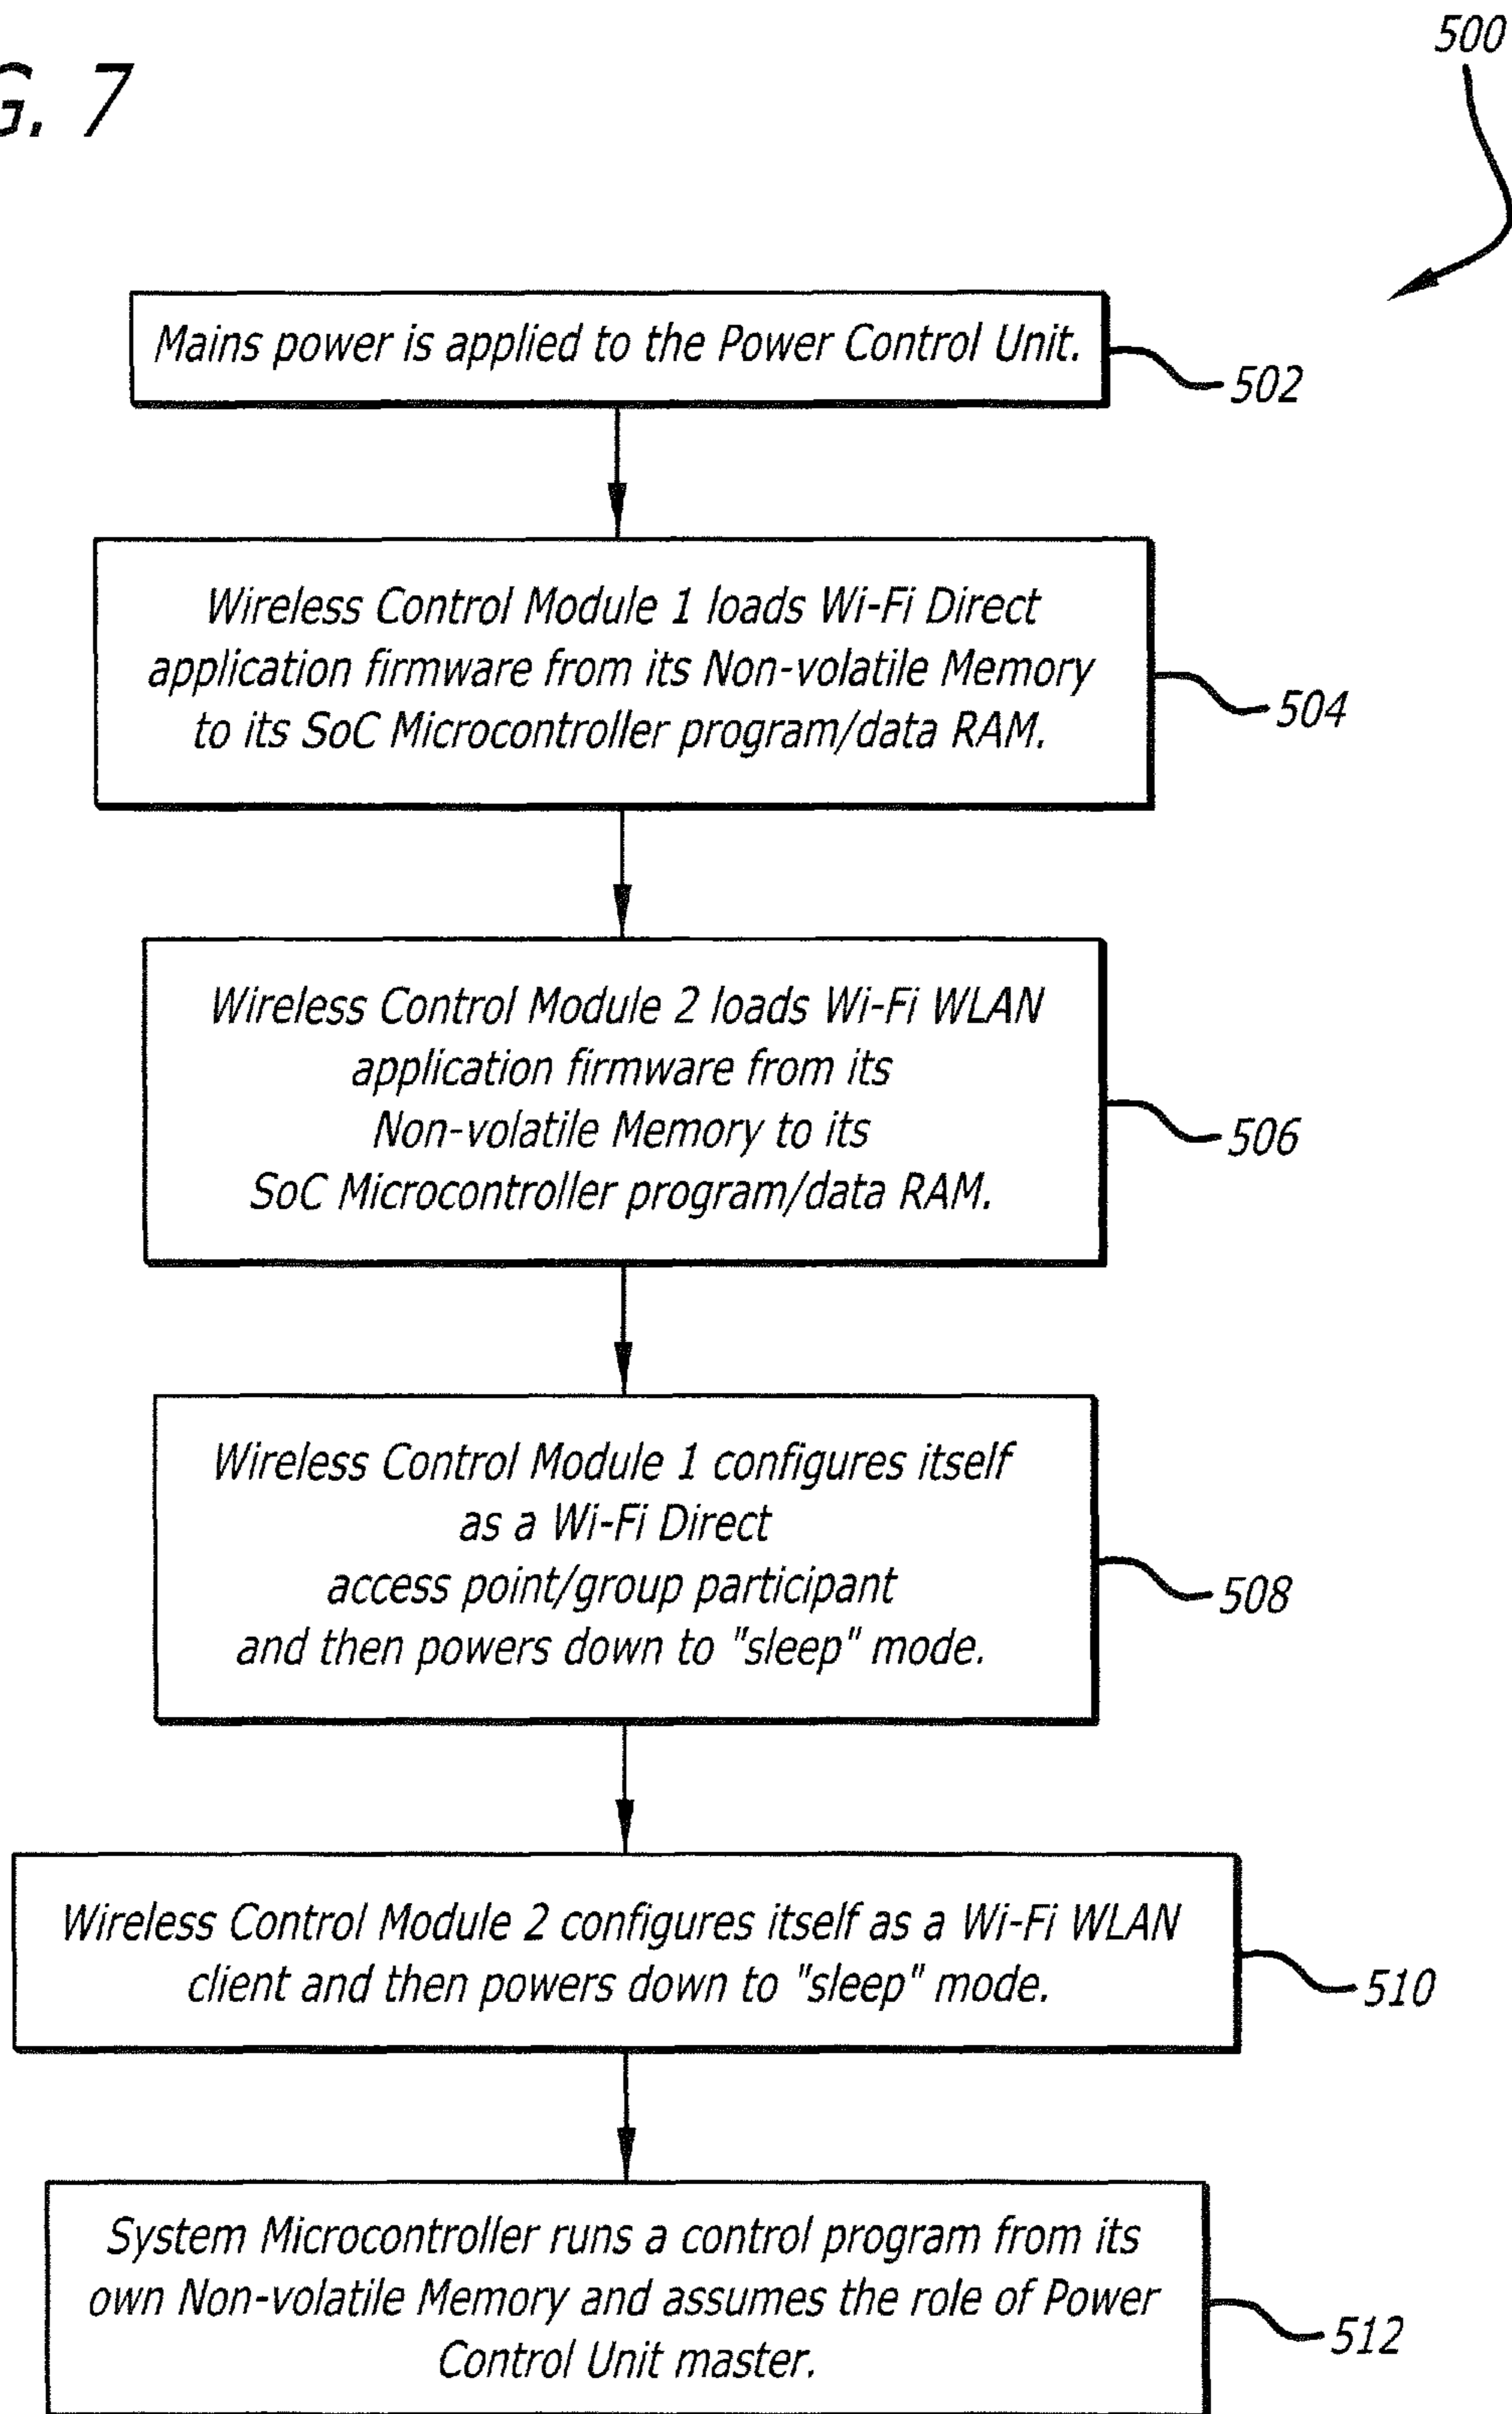 G. 7
500
Mains power is applied to the Power Control Unit.
502
Wireless Control Module 1 loads Wi-Fi Direct
application firmware from its Non-volatile Memory
to its SoC Microcontroller program/data RAM.
504
Wireless Control Module 2 loads Wi-Fi WLAN
application firmware from its
Non-volatile Memory to its
SoC Microcontroller program/data RAM.
506
Wireless Control Module 1 configures itself
as a Wi-Fi Direct
access point/group participant
and then powers down to "sleep" mode.
508
Wireless Control Module 2 configures itself as a Wi-Fi WLAN
client and then powers down to "sleep" mode.
510
System Microcontroller runs a control program from its
own Non-volatile Memory and assumes the role of Power
Control Unit master.
512